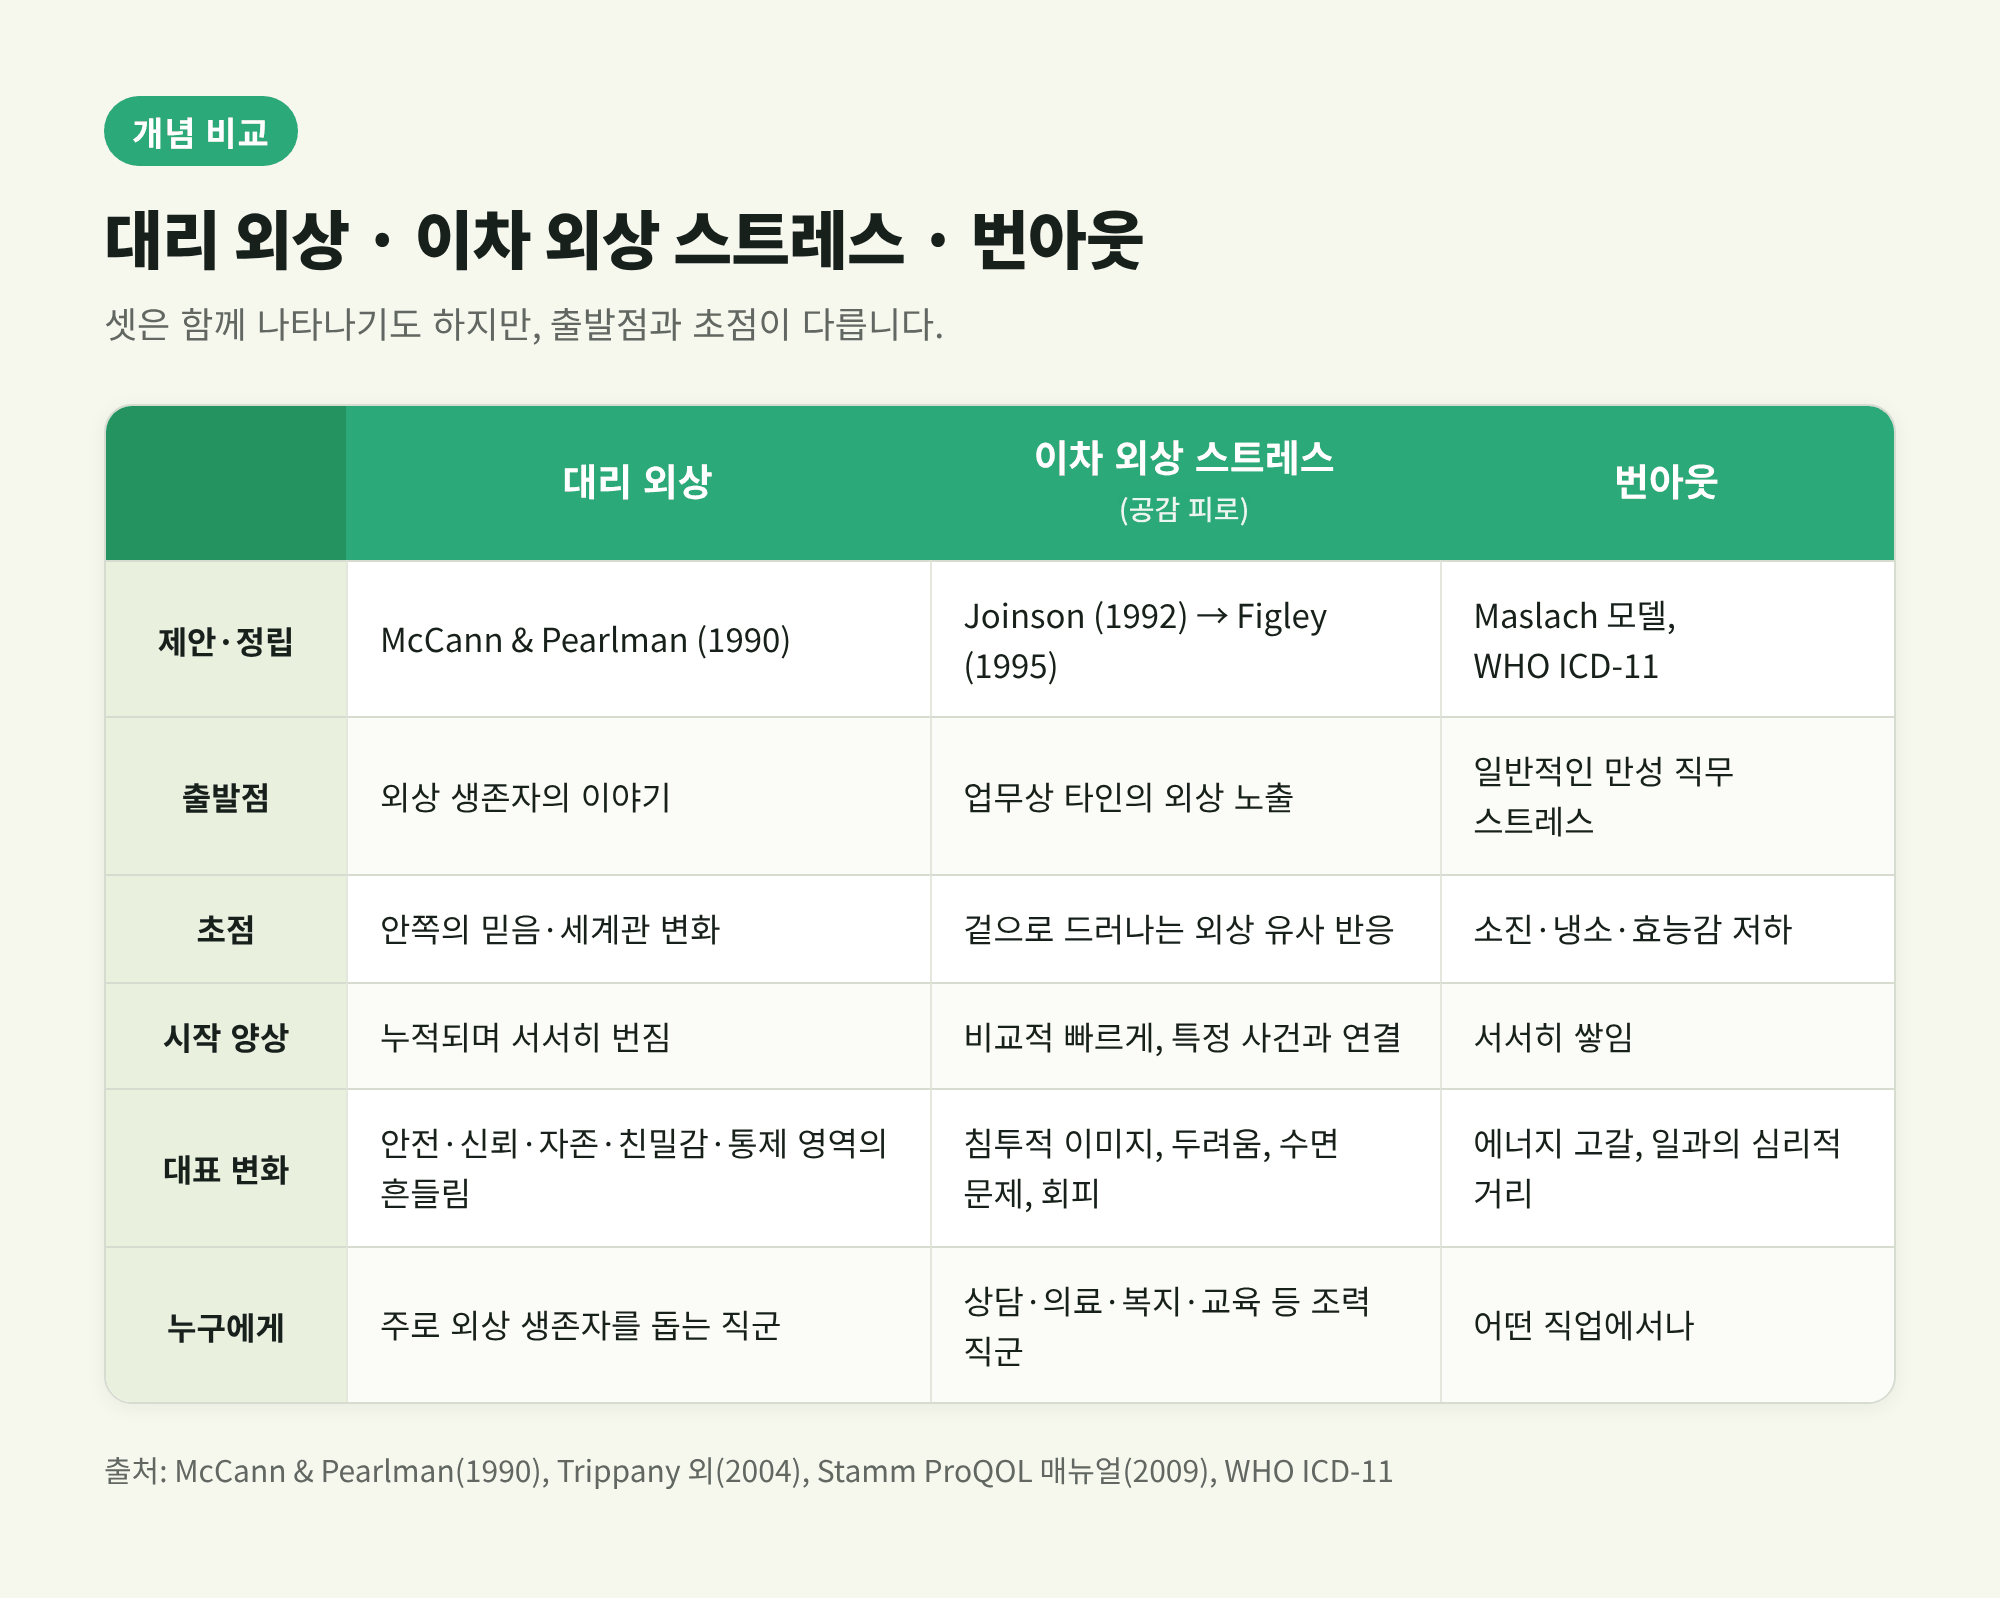 개념 비교
대리 외상 · 이차 외상 스트레스 · 번아웃
셋은 함께 나타나기도 하지만, 출발점과 초점이 다릅니다.
대리 외상
이차 외상 스트레스
(공감 피로)
번아웃
제안·정립
McCann & Pearlman (1990)
Joinson (1992) → Figley
(1995)
Maslach 모델,
WHO ICD-11
출발점
외상 생존자의 이야기
업무상 타인의 외상 노출
일반적인 만성 직무
스트레스
초점
안쪽의 믿음·세계관 변화
겉으로 드러나는 외상 유사 반응
소진·냉소·효능감 저하
시작 양상
누적되며 서서히 번짐
비교적 빠르게, 특정 사건과 연결
서서히 쌓임
대표 변화
안전·신뢰·자존·친밀감·통제 영역의
흔들림
침투적 이미지, 두려움, 수면
문제, 회피
에너지 고갈, 일과의 심리적
거리
누구에게
주로 외상 생존자를 돕는 직군
상담·의료·복지·교육 등 조력
직군
어떤 직업에서나
출처: McCann & Pearlman(1990), Trippany 외(2004), Stamm ProQOL 매뉴얼(2009), WHO ICD-11